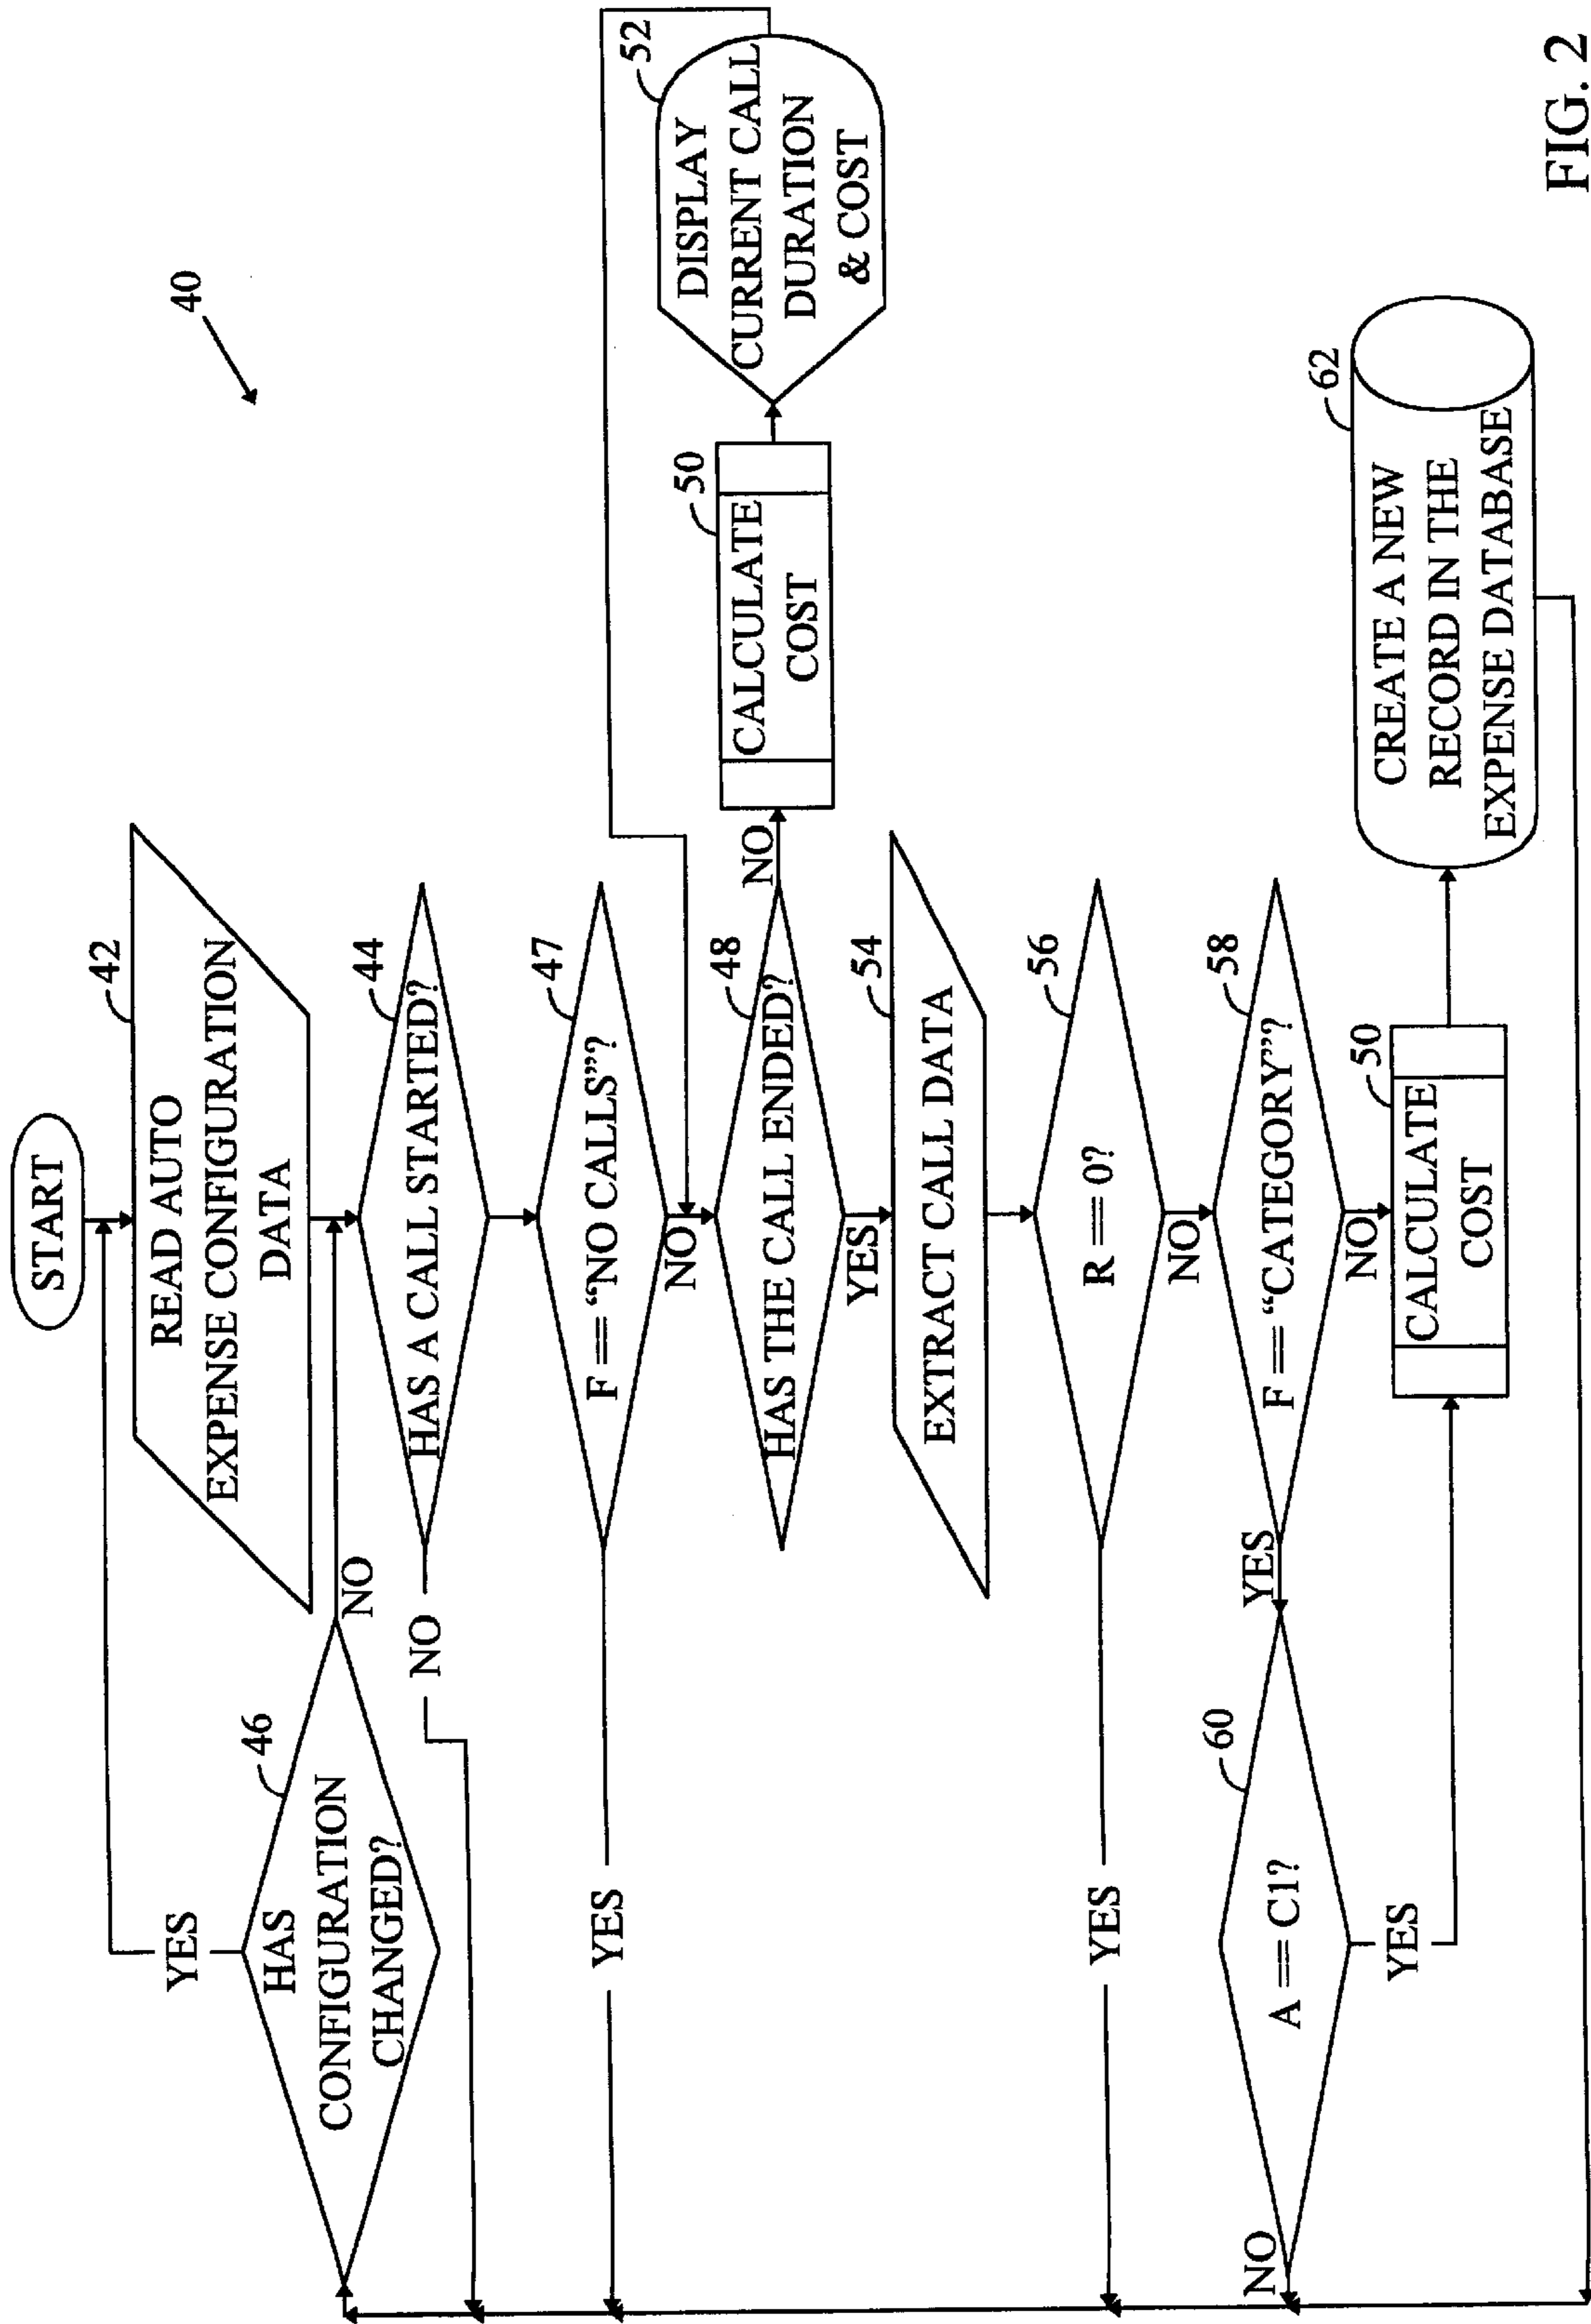 40
START
42
READ AUTO
EXPENSE CONFIGURATION
DATA
YES
46
HAS
CONFIGURATION
CHANGED?
NO
44
HAS A CALL STARTED?
NO
47
F == “NO CALLS”?
YES
NO
48
HAS THE CALL ENDED?
NO
50
CALCULATE
COST
52
DISPLAY
CURRENT CALL
DURATION
& COST
YES
54
EXTRACT CALL DATA
56
R == 0?
YES
NO
58
F == “CATEGORY”?
YES
60
A == C1?
NO
YES
NO
50
CALCULATE
COST
62
CREATE A NEW
RECORD IN THE
EXPENSE DATABASE
FIG. 2